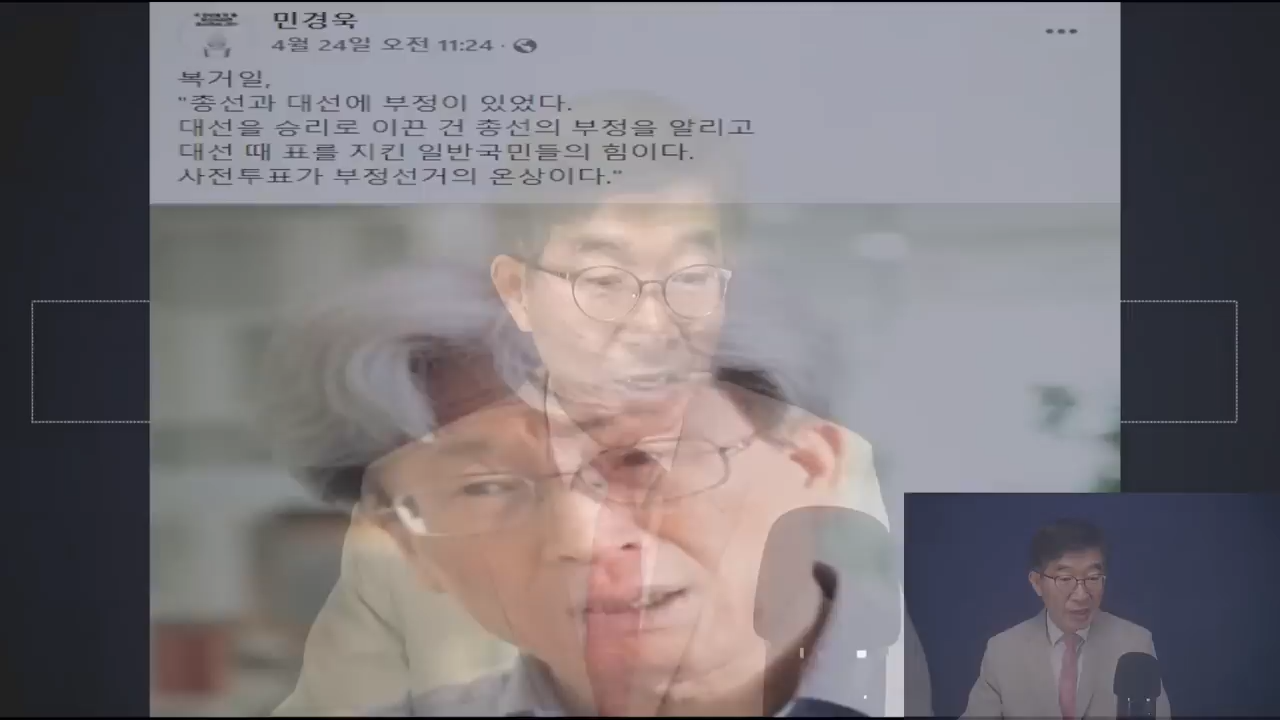 민경욱
4월 24일 오전 11:24 ·
복거일,
"총선과 대선에 부정이 있었다.
대선을 승리로 이끈 건 총선의 부정을 알리고
대선 때 표를 지킨 일반국민들의 힘이다.
사전투표가 부정선거의 온상이다."